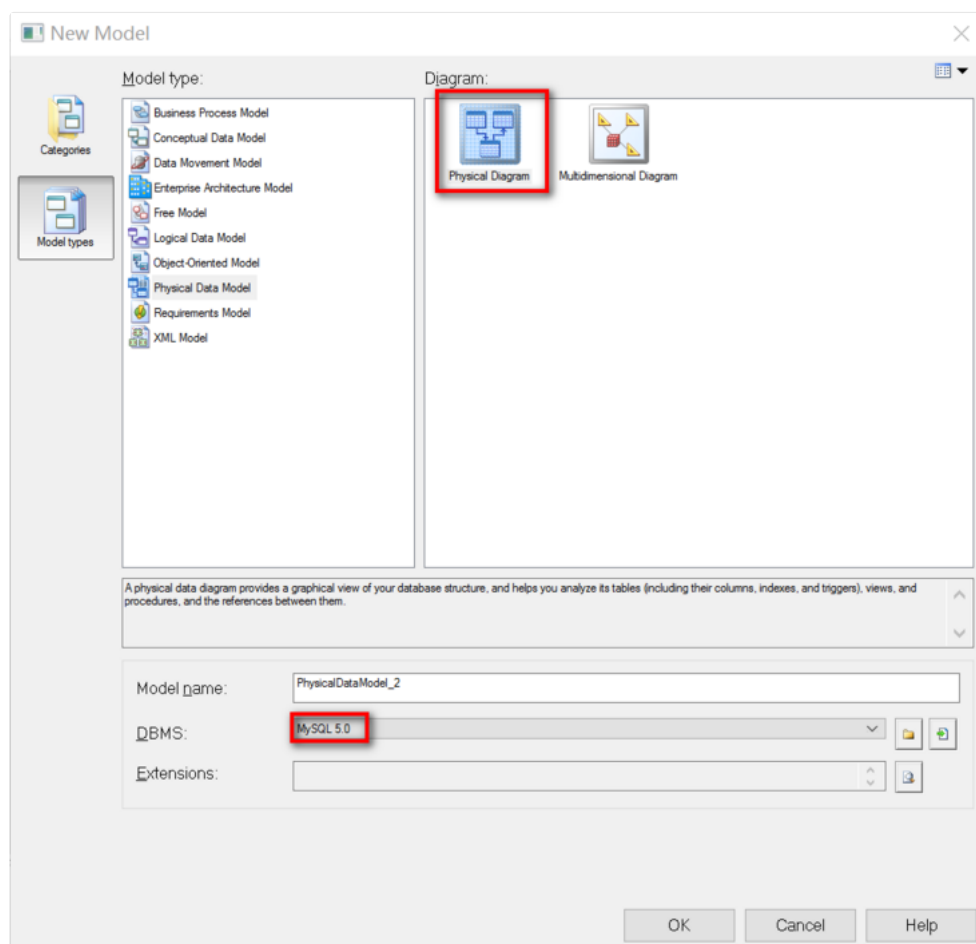 New Model
Model type:
Diagram:
Categories
Model types
Business Process Model
Conceptual Data Model
Data Movement Model
Enterprise Architecture Model
Free Model
Logical Data Model
Object-Oriented Model
Physical Data Model
Requirements Model
XML Model
Physical Diagram
Multidimensional Diagram
A physical data diagram provides a graphical view of your database structure, and helps you analyze its tables (including their columns, indexes, and triggers), views, and
procedures, and the references between them.
Model name:
PhysicalDataModel_2
DBMS:
MySQL 5.0
Extensions:
OK
Cancel
Help